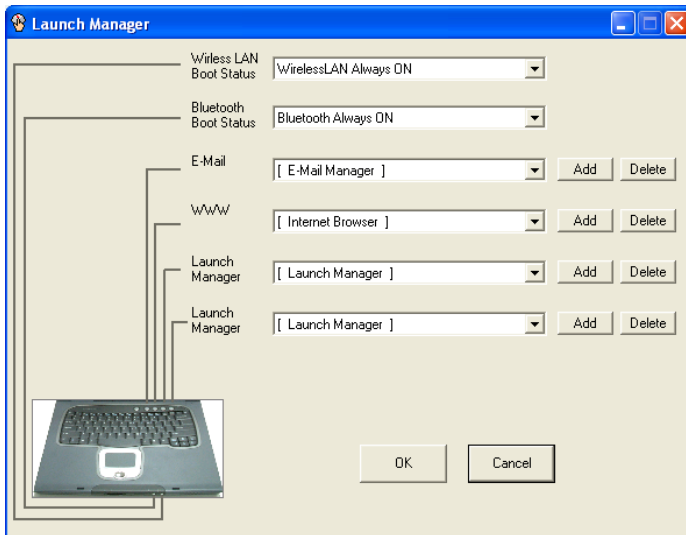 Launch Manager
Wirless LAN
Boot Status
WirelessLAN Always ON
Bluetooth
Boot Status
Bluetooth Always ON
E-Mail
[ E-Mail Manager ]
Add
Delete
WWW
[ Internet Browser ]
Add
Delete
Launch
Manager
[ Launch Manager ]
Add
Delete
Launch
Manager
[ Launch Manager ]
Add
Delete
OK
Cancel